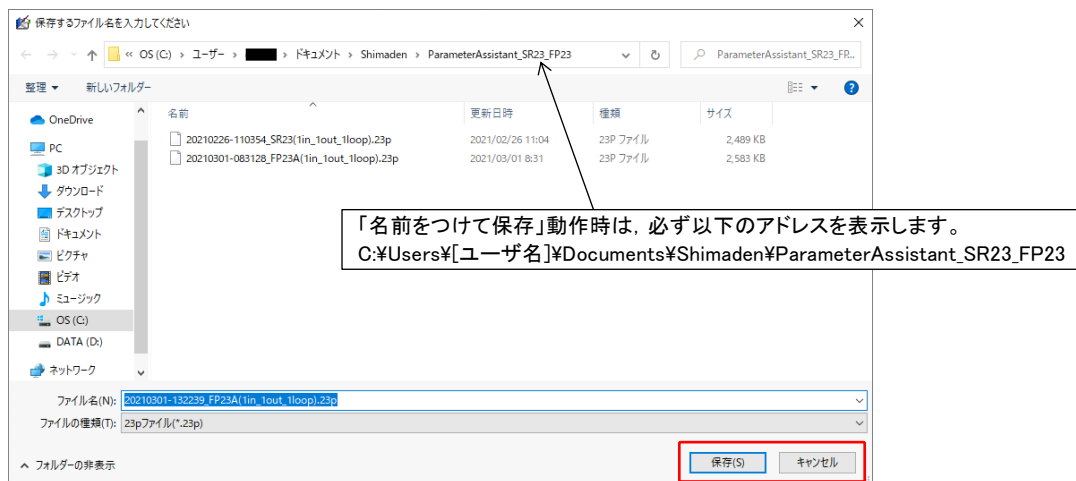 保存するファイル名を入力してください
« OS (C:) › ユーザー › › ドキュメント › Shimaden › ParameterAssistant_SR23_FP23
ParameterAssistant_SR23_FR...
整理 新しいフォルダー
名前 更新日時 種類 サイズ
OneDrive
PC
3D オブジェクト
ダウンロード
デスクトップ
ドキュメント
ピクチャ
ビデオ
ミュージック
OS (C:)
DATA (D:)
ネットワーク
20210226-110354_SR23(1in_1out_1loop).23p 2021/02/26 11:04 23P ファイル 2,489 KB
20210301-083128_FP23A(1in_1out_1loop).23p 2021/03/01 8:31 23P ファイル 2,583 KB
「名前をつけて保存」動作時は, 必ず以下のアドレスを表示します。
C:¥Users¥[ユーザ名]¥Documents¥Shimaden¥ParameterAssistant_SR23_FP23
ファイル名(N): 20210301-132239_FP23A(1in_1out_1loop).23p
ファイルの種類(T): 23pファイル(*.23p)
フォルダーの非表示
保存(S) キャンセル